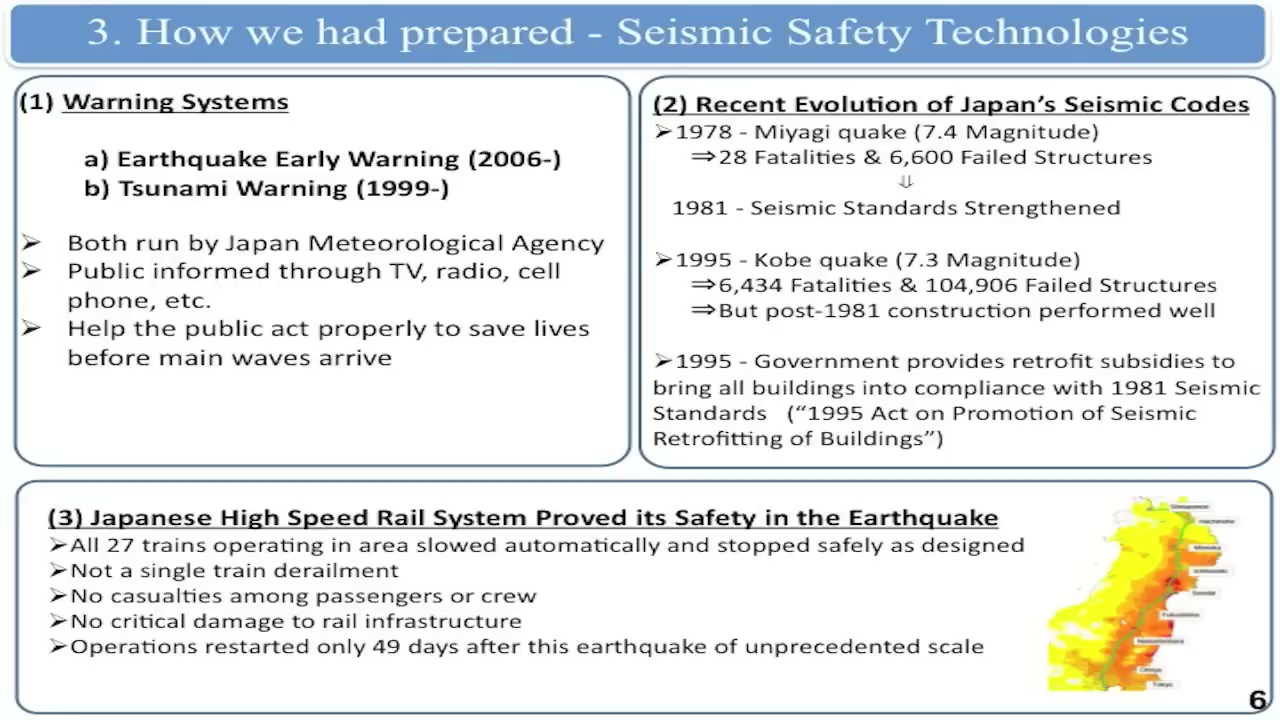 3. How we had prepared - Seismic Safety Technologies
(1) Warning Systems
a) Earthquake Early Warning (2006-)
b) Tsunami Warning (1999-)
➢ Both run by Japan Meteorological Agency
➢ Public informed through TV, radio, cell
phone, etc.
➢ Help the public act properly to save lives
before main waves arrive
(2) Recent Evolution of Japan's Seismic Codes
➢1978 - Miyagi quake (7.4 Magnitude)
⇒28 Fatalities & 6,600 Failed Structures
⇓
1981 - Seismic Standards Strengthened
➢1995 - Kobe quake (7.3 Magnitude)
⇒6,434 Fatalities & 104,906 Failed Structures
⇒But post-1981 construction performed well
➢1995 - Government provides retrofit subsidies to
bring all buildings into compliance with 1981 Seismic
Standards (“1995 Act on Promotion of Seismic
Retrofitting of Buildings”)
(3) Japanese High Speed Rail System Proved its Safety in the Earthquake
➢All 27 trains operating in area slowed automatically and stopped safely as designed
➢Not a single train derailment
➢No casualties among passengers or crew
➢No critical damage to rail infrastructure
➢Operations restarted only 49 days after this earthquake of unprecedented scale
Hachinohe
Morioka
Sendai
Fukushima
Omiya
Tokyo
6